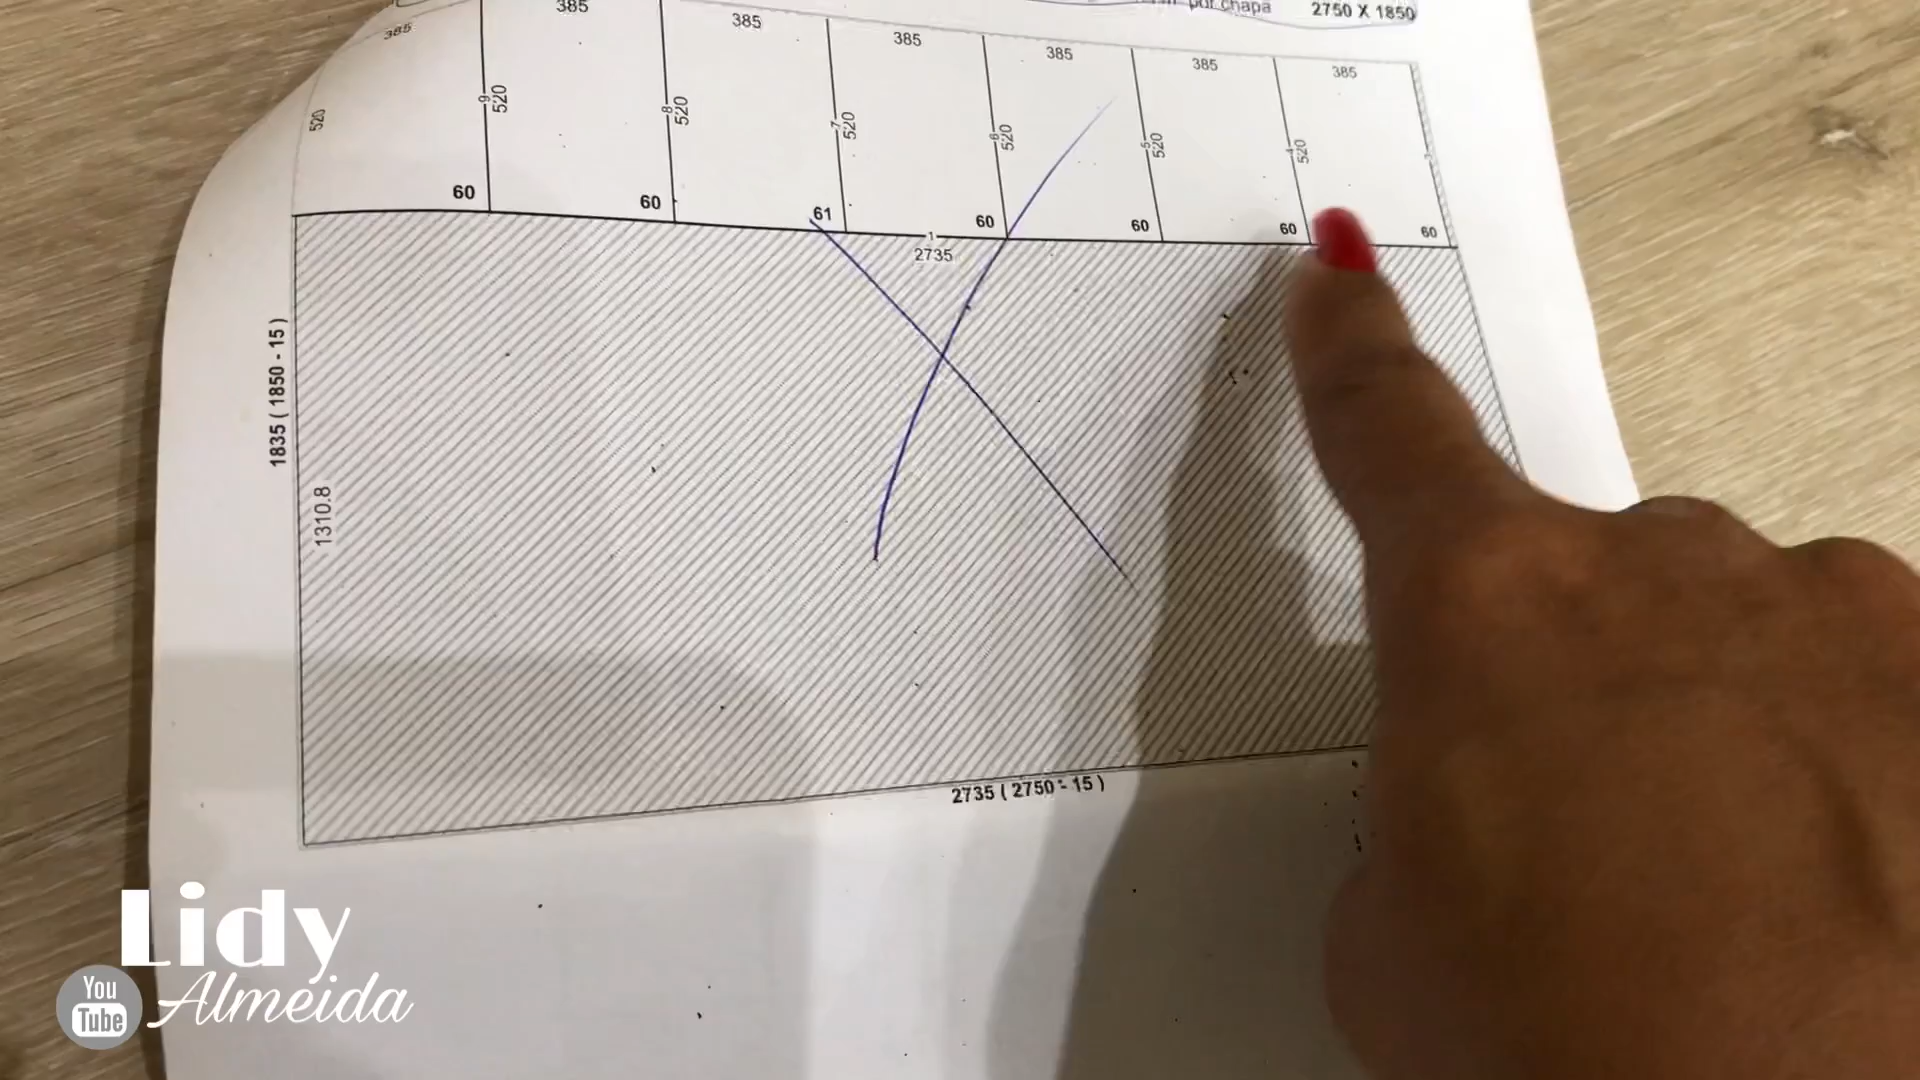 por chapa 2750 X 1850
385 385 385 385 385 385 385
520 9 520 8 520 7 520 6 520 5 520 4 520 3
60 60 61 60 60 60 60
1
2735
1835 ( 1850 - 15 )
1310.8
2735 ( 2750 - 15 )
Lidy
Almeida
You
Tube